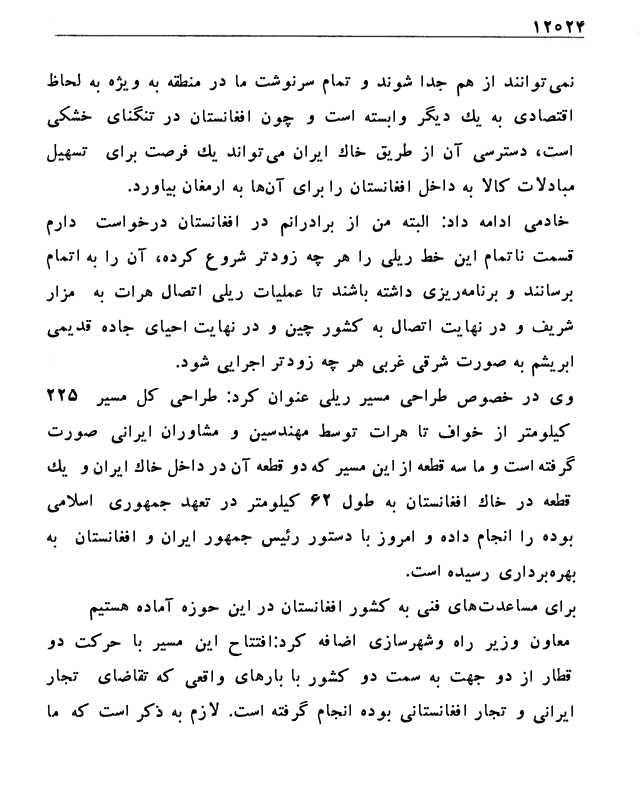 ۱۲۰۲۴
نمی‌توانند از هم جدا شوند و تمام سرنوشت ما در منطقه به ویژه به لحاظ
اقتصادی به یك دیگر وابسته است و چون افغانستان در تنگنای خشکی
است، دسترسی آن از طریق خاك ایران می‌تواند یك فرصت برای تسهیل
مبادلات کالا به داخل افغانستان را برای آن‌ها به ارمغان بیاورد.
خادمی ادامه داد: البته من از برادرانم در افغانستان درخواست دارم
قسمت ناتمام این خط ریلی را هر چه زودتر شروع کرده، آن را به اتمام
برسانند و برنامه‌ریزی داشته باشند تا عملیات ریلی اتصال هرات به مزار
شریف و در نهایت اتصال به کشور چین و در نهایت احیای جاده قدیمی
ابریشم به صورت شرقی غربی هر چه زودتر اجرایی شود.
وی در خصوص طراحی مسیر ریلی عنوان کرد: طراحی کل مسیر ۲۲۵
کیلومتر از خواف تا هرات توسط مهندسین و مشاوران ایرانی صورت
گرفته است و ما سه قطعه از این مسیر که دو قطعه آن در داخل خاك ایران و یك
قطعه در خاك افغانستان به طول ۶۲ کیلومتر در تعهد جمهوری اسلامی
بوده را انجام داده و امروز با دستور رئیس جمهور ایران و افغانستان به
بهره‌برداری رسیده است.
برای مساعدت‌های فنی به کشور افغانستان در این حوزه آماده هستیم
معاون وزیر راه وشهرسازی اضافه کرد:افتتاح این مسیر با حرکت دو
قطار از دو جهت به سمت دو کشور با بارهای واقعی که تقاضای تجار
ایرانی و تجار افغانستانی بوده انجام گرفته است. لازم به ذکر است که ما